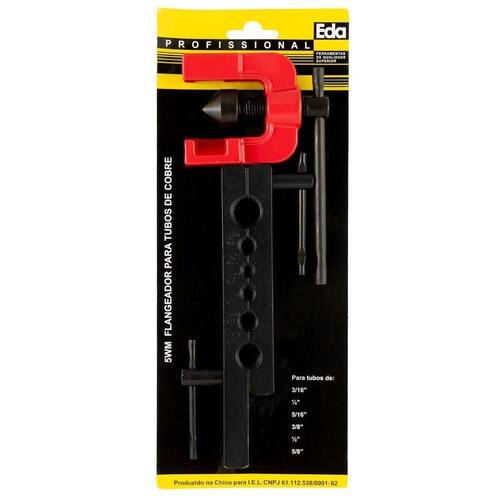 PROFISSIONAL
Eda
FERRAMENTAS
DE QUALIDADE
SUPERIOR
5WM FLANGEADOR PARA TUBOS DE COBRE
Para tubos de:
3/16"
¼"
5/16"
3/8"
½"
5/8"
Produzido na China para I.E.L. CNPJ 61.112.538/0001-82